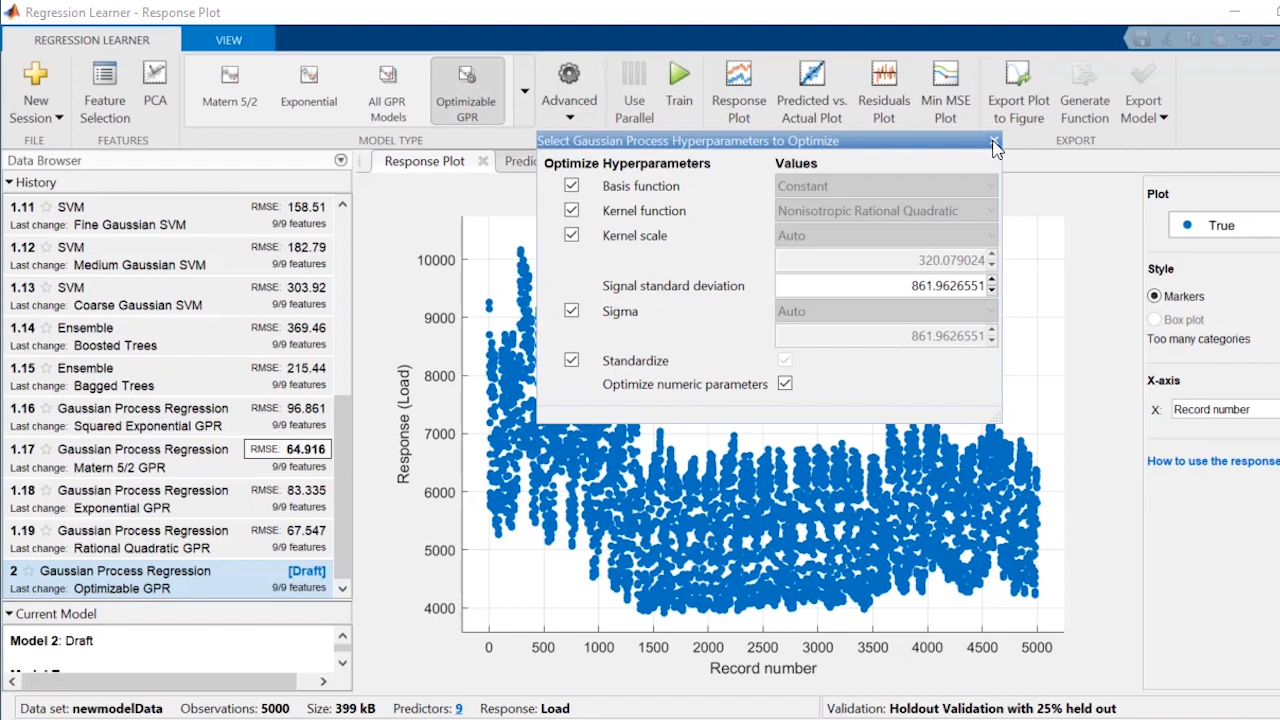 Regression Learner - Response Plot
REGRESSION LEARNER VIEW
New Session
Feature Selection
PCA
Matern 5/2
Exponential
All GPR Models
Optimizable GPR
Advanced
Use Parallel
Train
Response Plot
Predicted vs. Actual Plot
Residuals Plot
Min MSE Plot
Export Plot to Figure
Generate Function
Export Model
FILE FEATURES MODEL TYPE EXPORT
Data Browser
History
1.11 SVM RMSE: 158.51
Last change: Fine Gaussian SVM 9/9 features
1.12 SVM RMSE: 182.79
Last change: Medium Gaussian SVM 9/9 features
1.13 SVM RMSE: 303.92
Last change: Coarse Gaussian SVM 9/9 features
1.14 Ensemble RMSE: 369.46
Last change: Boosted Trees 9/9 features
1.15 Ensemble RMSE: 215.44
Last change: Bagged Trees 9/9 features
1.16 Gaussian Process Regression RMSE: 96.861
Last change: Squared Exponential GPR 9/9 features
1.17 Gaussian Process Regression RMSE: 64.916
Last change: Matern 5/2 GPR 9/9 features
1.18 Gaussian Process Regression RMSE: 83.335
Last change: Exponential GPR 9/9 features
1.19 Gaussian Process Regression RMSE: 67.547
Last change: Rational Quadratic GPR 9/9 features
2 Gaussian Process Regression [Draft]
Last change: Optimizable GPR 9/9 features
Current Model
Model 2: Draft
Response Plot
Select Gaussian Process Hyperparameters to Optimize
Optimize Hyperparameters Values
Basis function Constant
Kernel function Nonisotropic Rational Quadratic
Kernel scale Auto
320.079024
Signal standard deviation 861.9626551
Sigma Auto
861.9626551
Standardize
Optimize numeric parameters
Response (Load)
10000
9000
8000
7000
6000
5000
4000
0 500 1000 1500 2000 2500 3000 3500 4000 4500 5000
Record number
Plot
True
Style
Markers
Box plot
Too many categories
X-axis
X: Record number
How to use the response
Data set: newmodelData Observations: 5000 Size: 399 kB Predictors: 9 Response: Load Validation: Holdout Validation with 25% held out